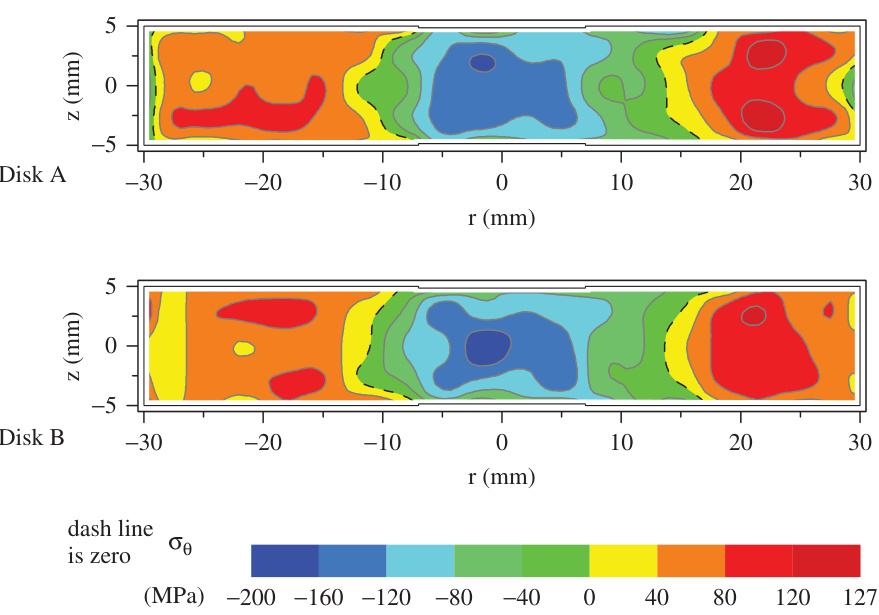 5
0
−5
z (mm)
Disk A
−30 −20 −10 0 10 20 30
r (mm)
5
0
−5
z (mm)
Disk B
−30 −20 −10 0 10 20 30
r (mm)
dash line
is zero
σθ
(MPa) −200 −160 −120 −80 −40 0 40 80 120 127